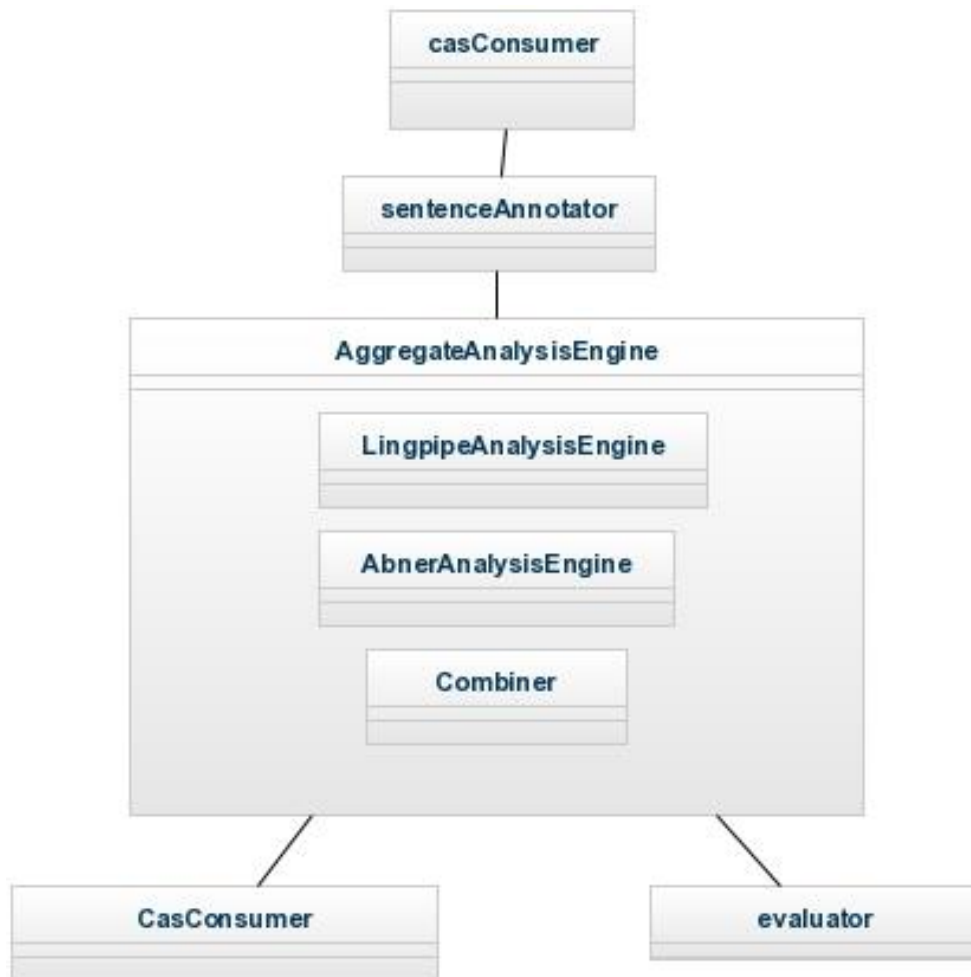 casConsumer
sentenceAnnotator
AggregateAnalysisEngine
LingpipeAnalysisEngine
AbnerAnalysisEngine
Combiner
CasConsumer
evaluator